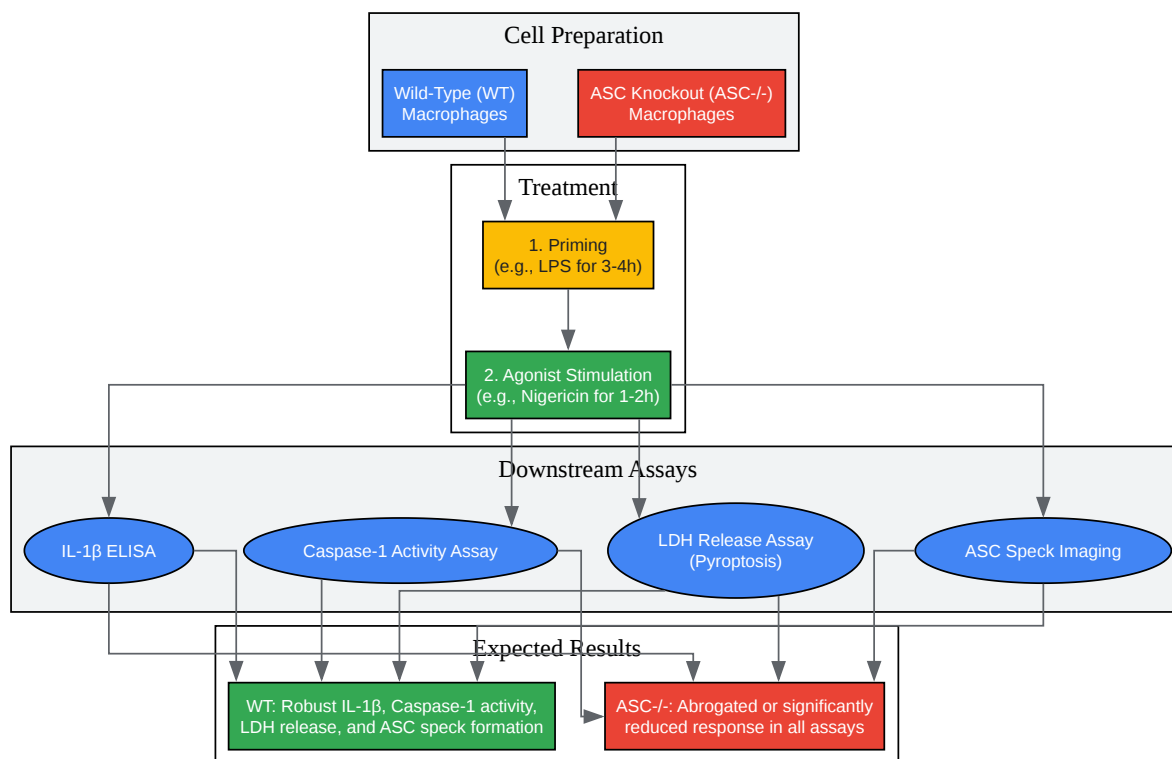 Cell Preparation
Wild-Type (WT)
Macrophages
ASC Knockout (ASC-/-)
Macrophages
Treatment
1. Priming
(e.g., LPS for 3-4h)
2. Agonist Stimulation
(e.g., Nigericin for 1-2h)
Downstream Assays
IL-1β ELISA
Caspase-1 Activity Assay
LDH Release Assay
(Pyroptosis)
ASC Speck Imaging
Expected Results
WT: Robust IL-1β, Caspase-1 activity,
LDH release, and ASC speck formation
ASC-/-: Abrogated or significantly
reduced response in all assays